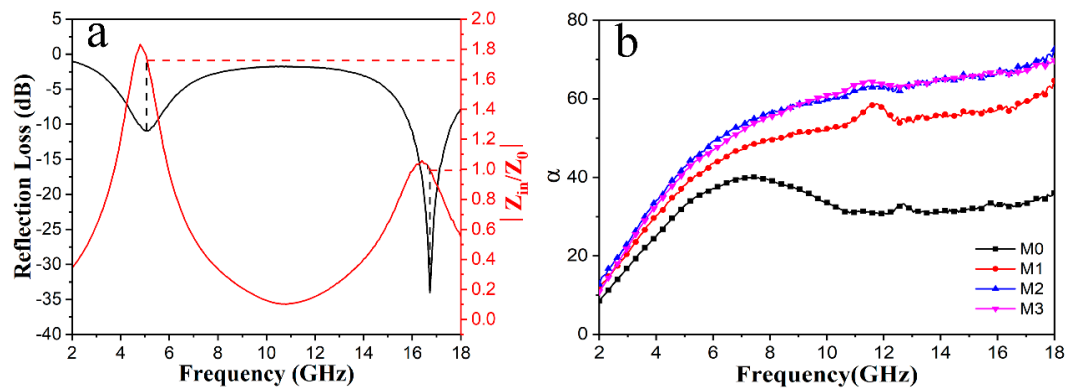 a
5
0
-5
-10
-15
-20
-25
-30
-35
-40
Reflection Loss (dB)
2 4 6 8 10 12 14 16 18
Frequency (GHz)
2.0
1.8
1.6
1.4
1.2
1.0
0.8
0.6
0.4
0.2
0.0
| Z_in/Z_0 |
b
80
60
40
20
0
α
2 4 6 8 10 12 14 16 18
Frequency(GHz)
M0
M1
M2
M3